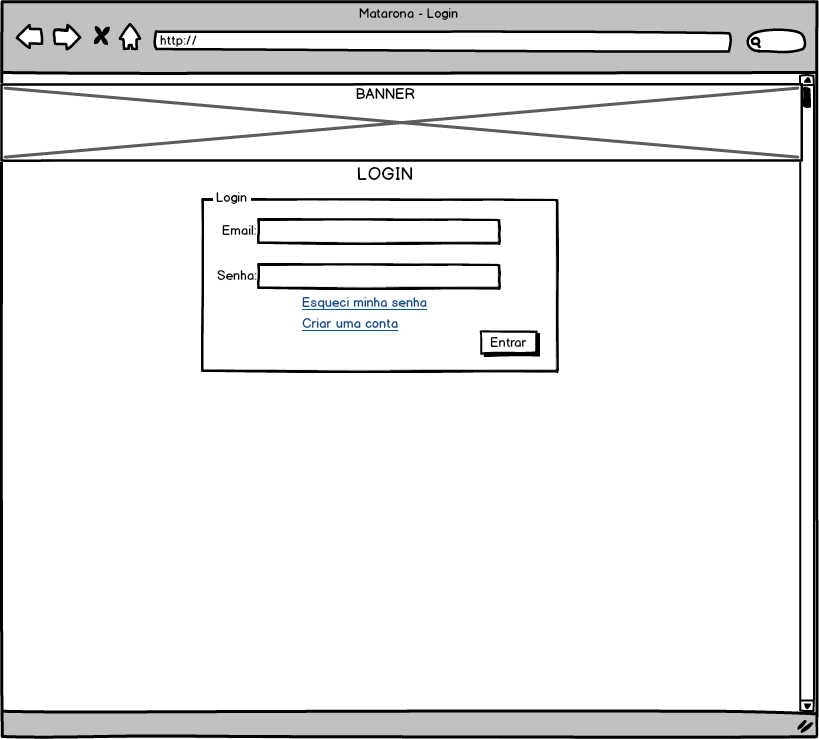 Matarona - Login
http://
BANNER
LOGIN
Login
Email:
Senha:
Esqueci minha senha
Criar uma conta
Entrar